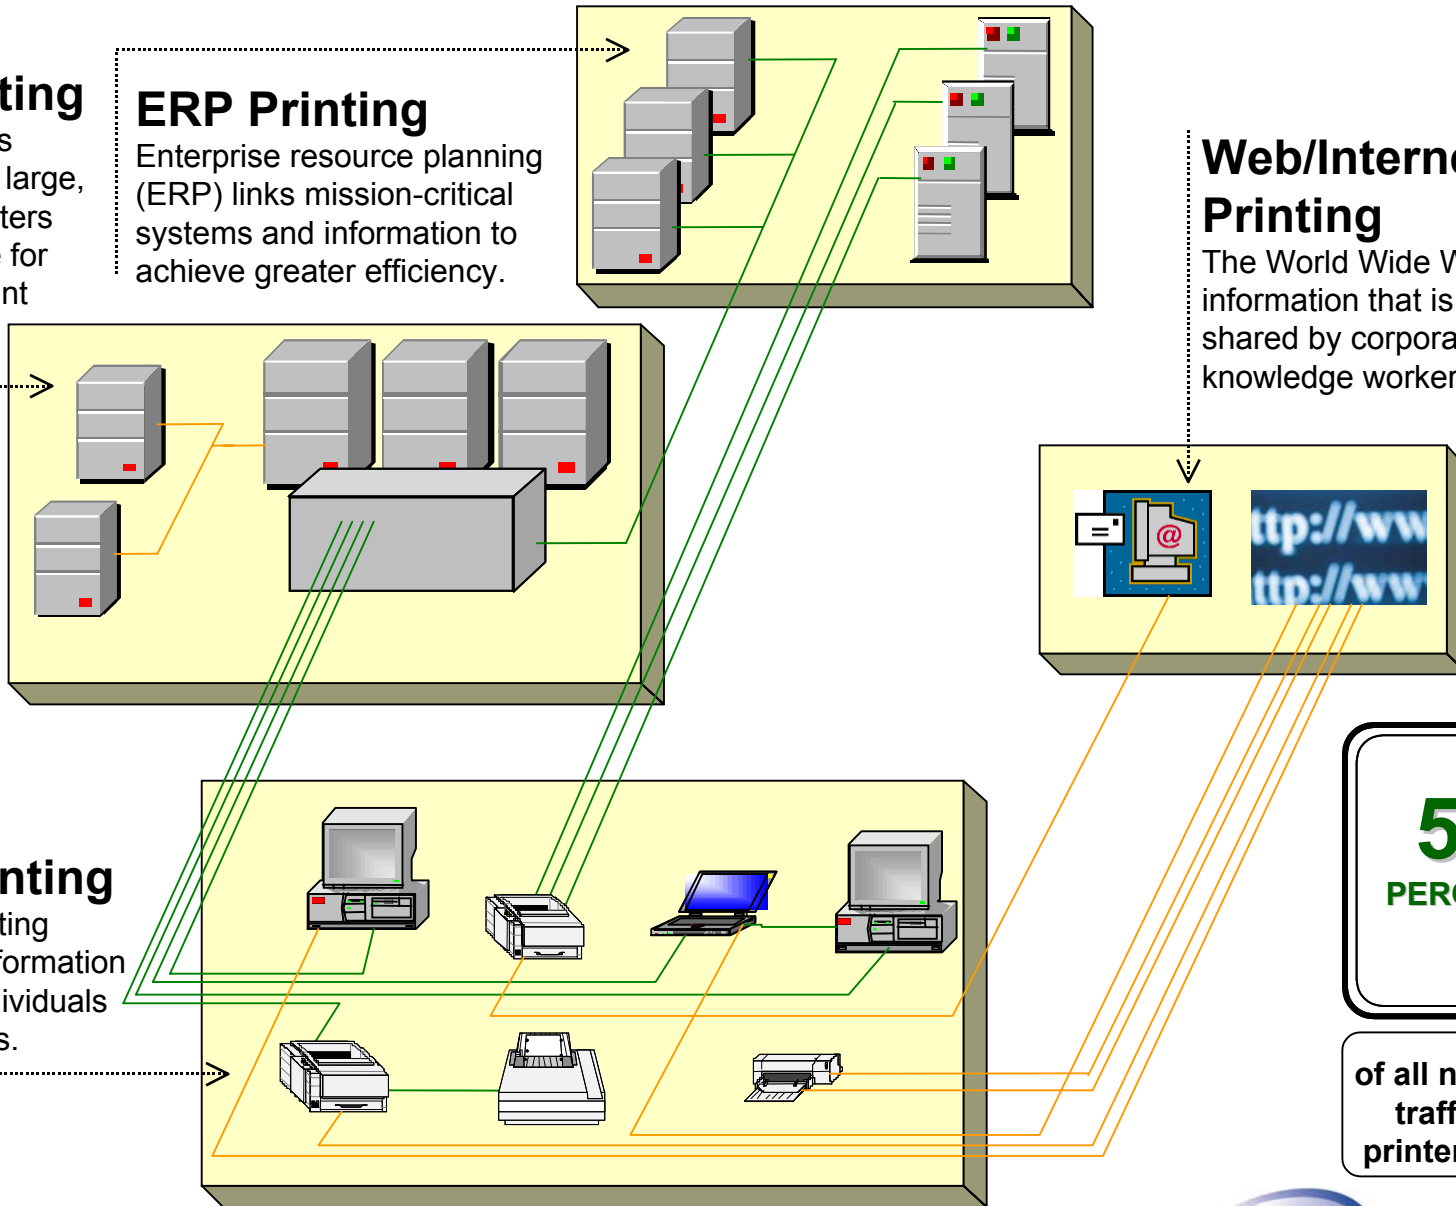 ting
s
large,
ters
for
nt
ERP Printing
Enterprise resource planning
(ERP) links mission-critical
systems and information to
achieve greater efficiency.
Web/Interne
Printing
The World Wide W
information that is
shared by corpora
knowledge worker
@
ttp://ww
ttp://ww
nting
ting
formation
dividuals
s.
5
PERC
of all n
traff
printer